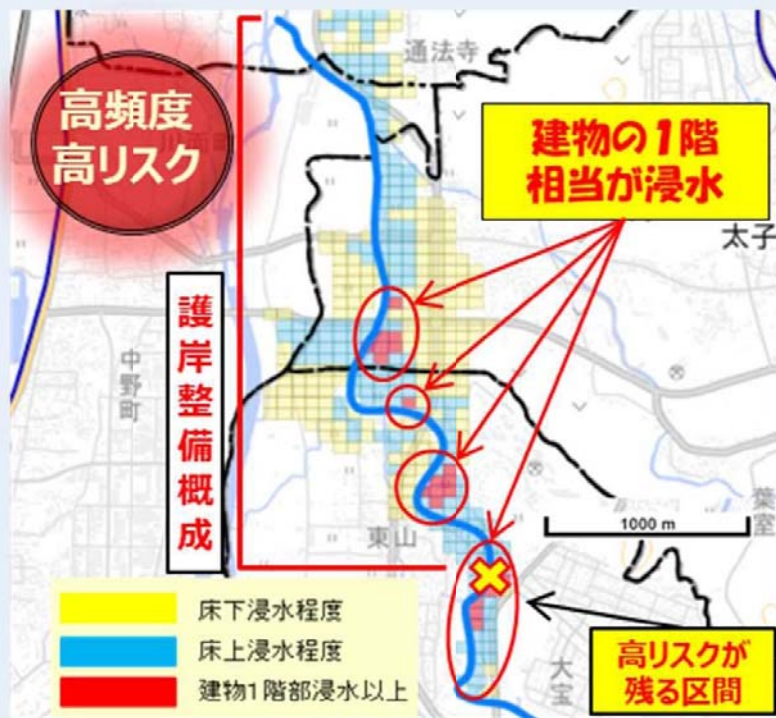 通法寺
高頻度
高リスク
建物の1階
相当が浸水
太子
護岸整備概成
中野町
葉室
1000 m
東山
床下浸水程度
床上浸水程度
建物1階部浸水以上
大宝
高リスクが
残る区間